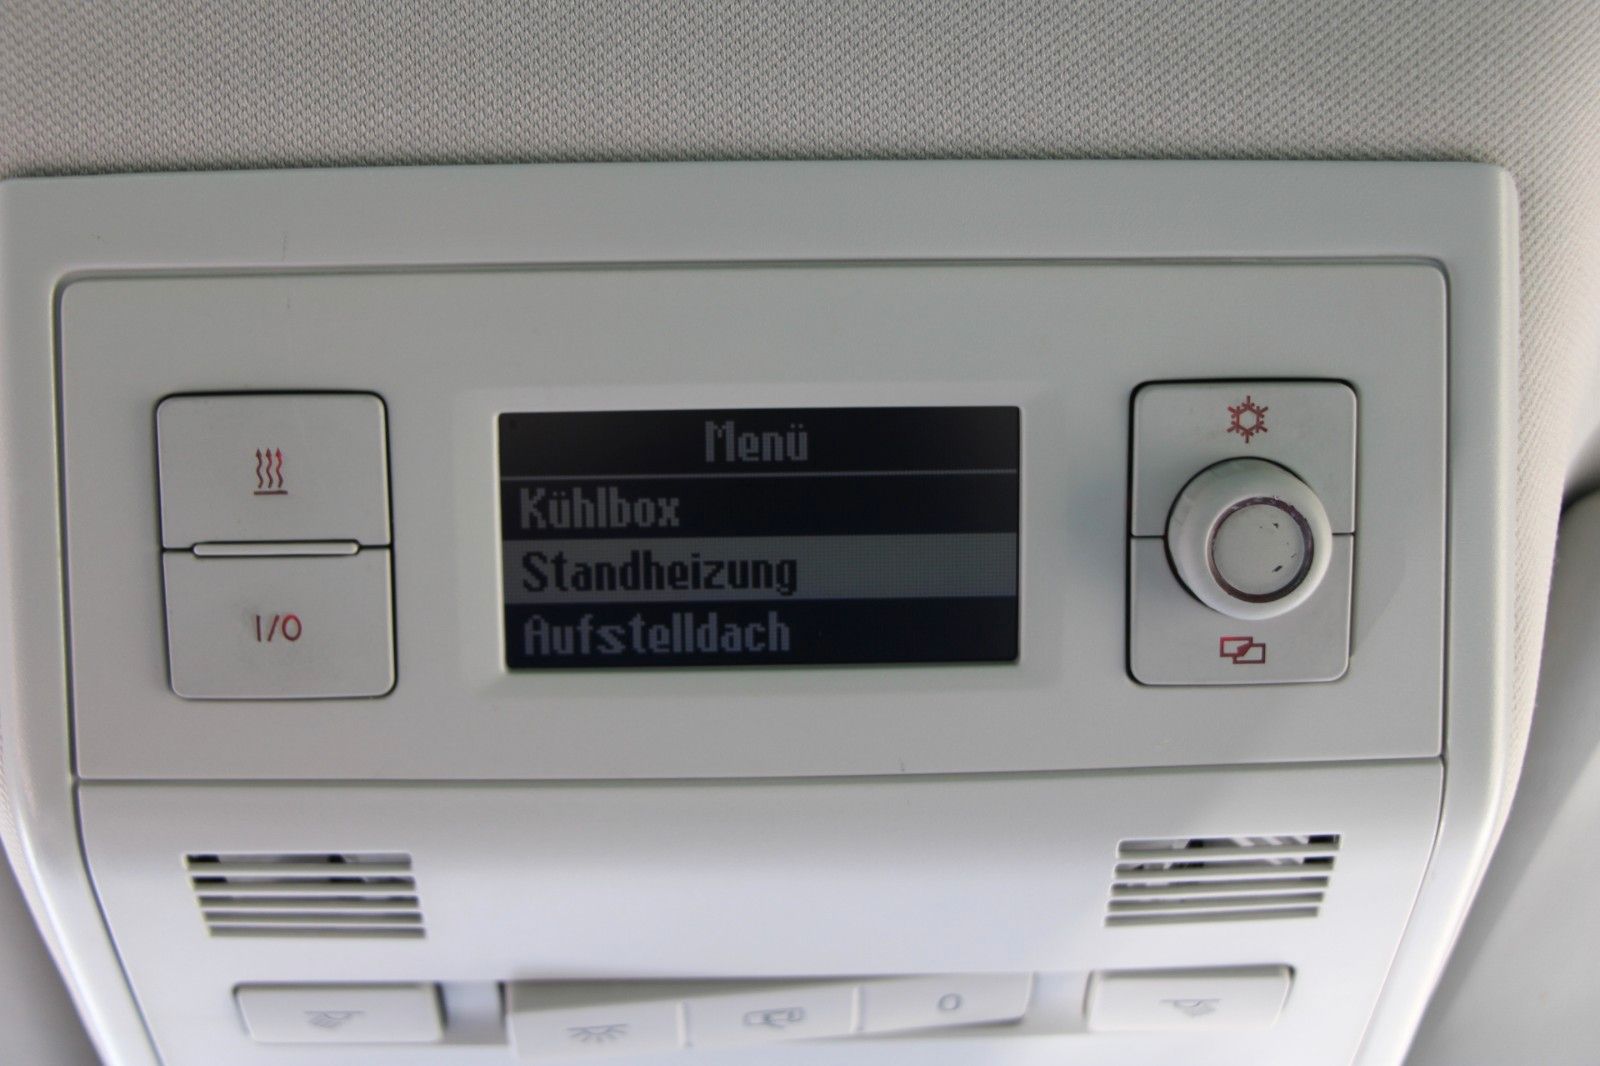 Menü
Kühlbox
Standheizung
Aufstelldach
I/O
O